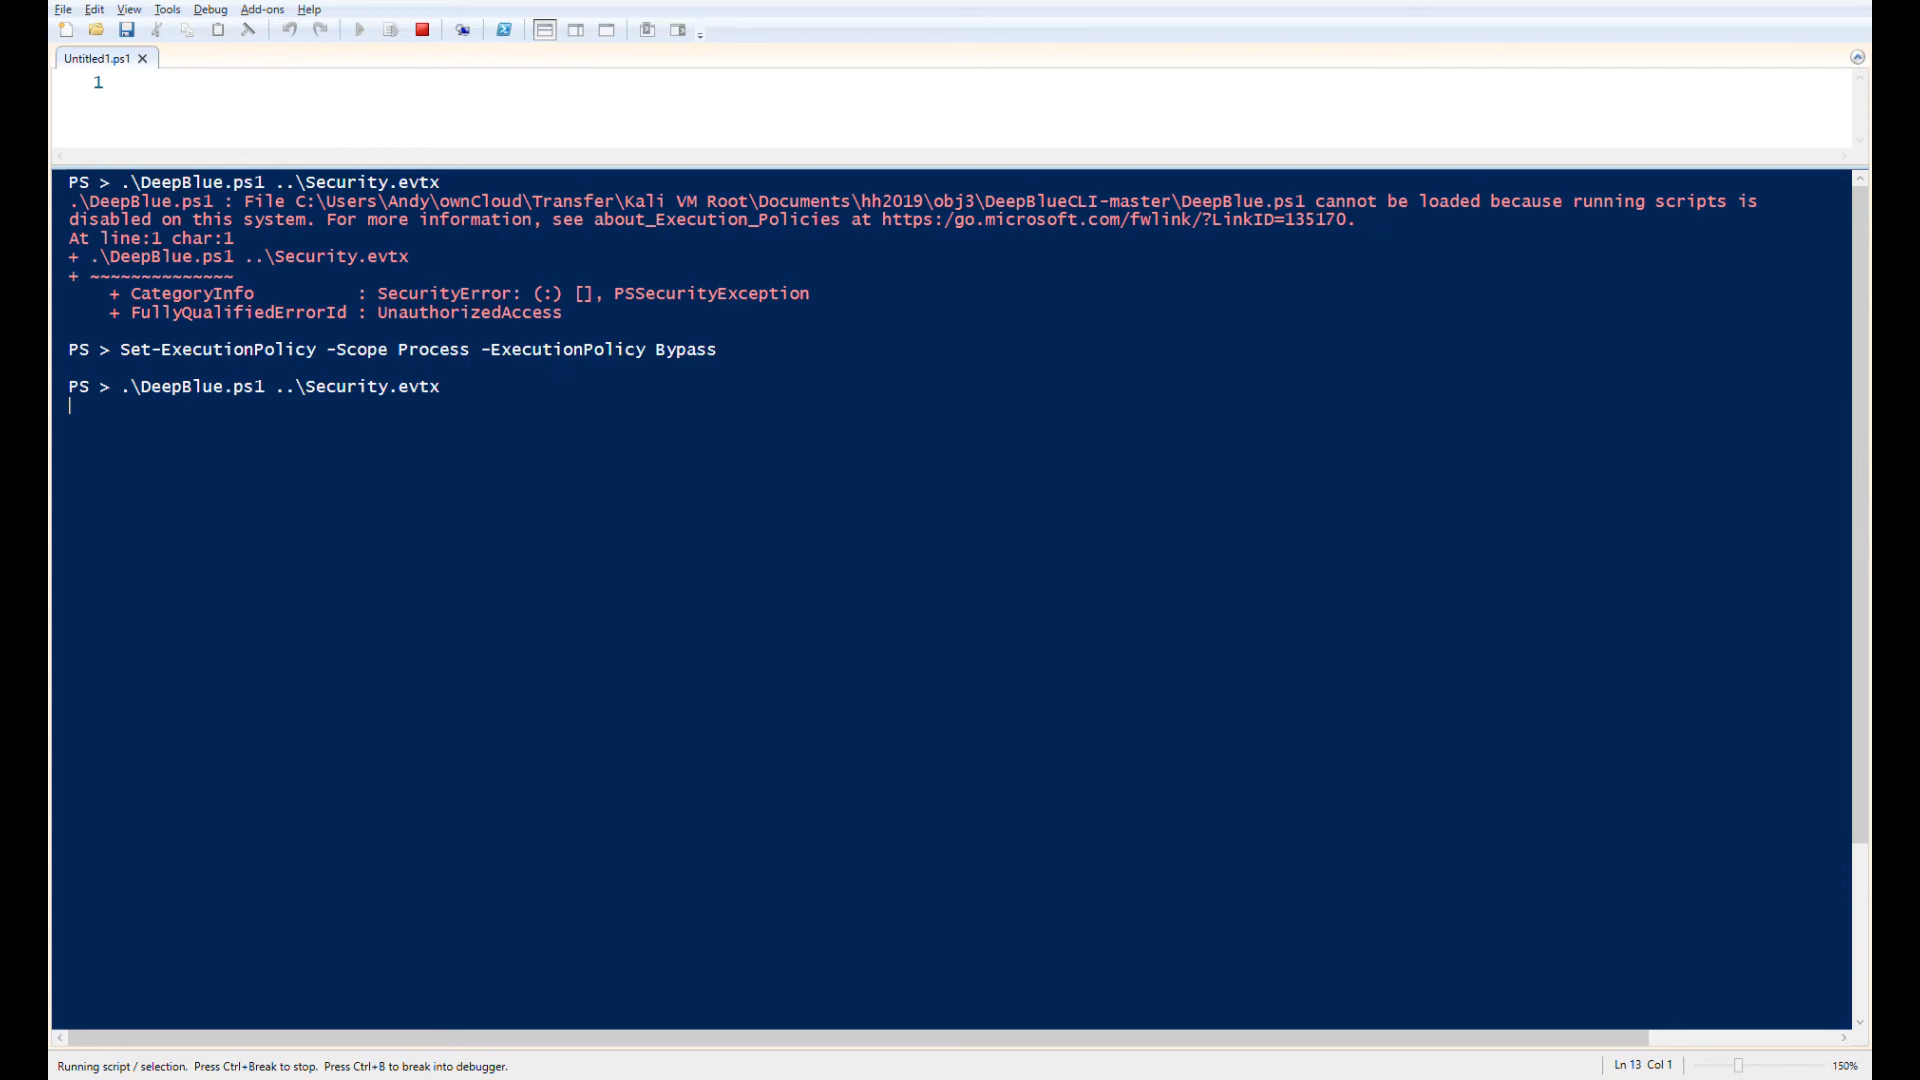 File Edit View Tools Debug Add-ons Help
Untitled1.ps1
1
PS > .\DeepBlue.ps1 ..\Security.evtx
.\DeepBlue.ps1 : File C:\Users\Andy\ownCloud\Transfer\Kali VM Root\Documents\hh2019\obj3\DeepBlueCLI-master\DeepBlue.ps1 cannot be loaded because running scripts is
disabled on this system. For more information, see about_Execution_Policies at https:/go.microsoft.com/fwlink/?LinkID=135170.
At line:1 char:1
+ .\DeepBlue.ps1 ..\Security.evtx
+ ~~~~~~~~~~~~~~
+ CategoryInfo : SecurityError: (:) [], PSSecurityException
+ FullyQualifiedErrorId : UnauthorizedAccess
PS > Set-ExecutionPolicy -Scope Process -ExecutionPolicy Bypass
PS > .\DeepBlue.ps1 ..\Security.evtx
Running script / selection. Press Ctrl+Break to stop. Press Ctrl+B to break into debugger.
Ln 13 Col 1
150%